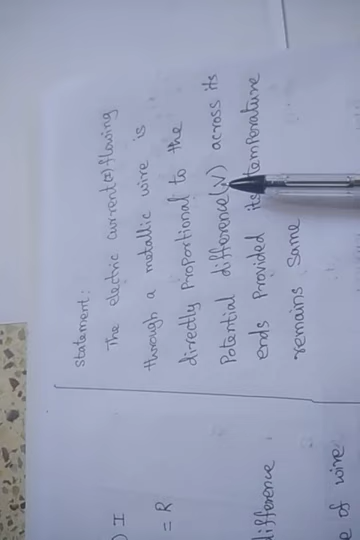 statement:
The electric current(I) flowing
through a metallic wire is
directly proportional to the
Potential difference(V) across its
ends Provided its temperature
remains same
) I
= R
difference
e of wire